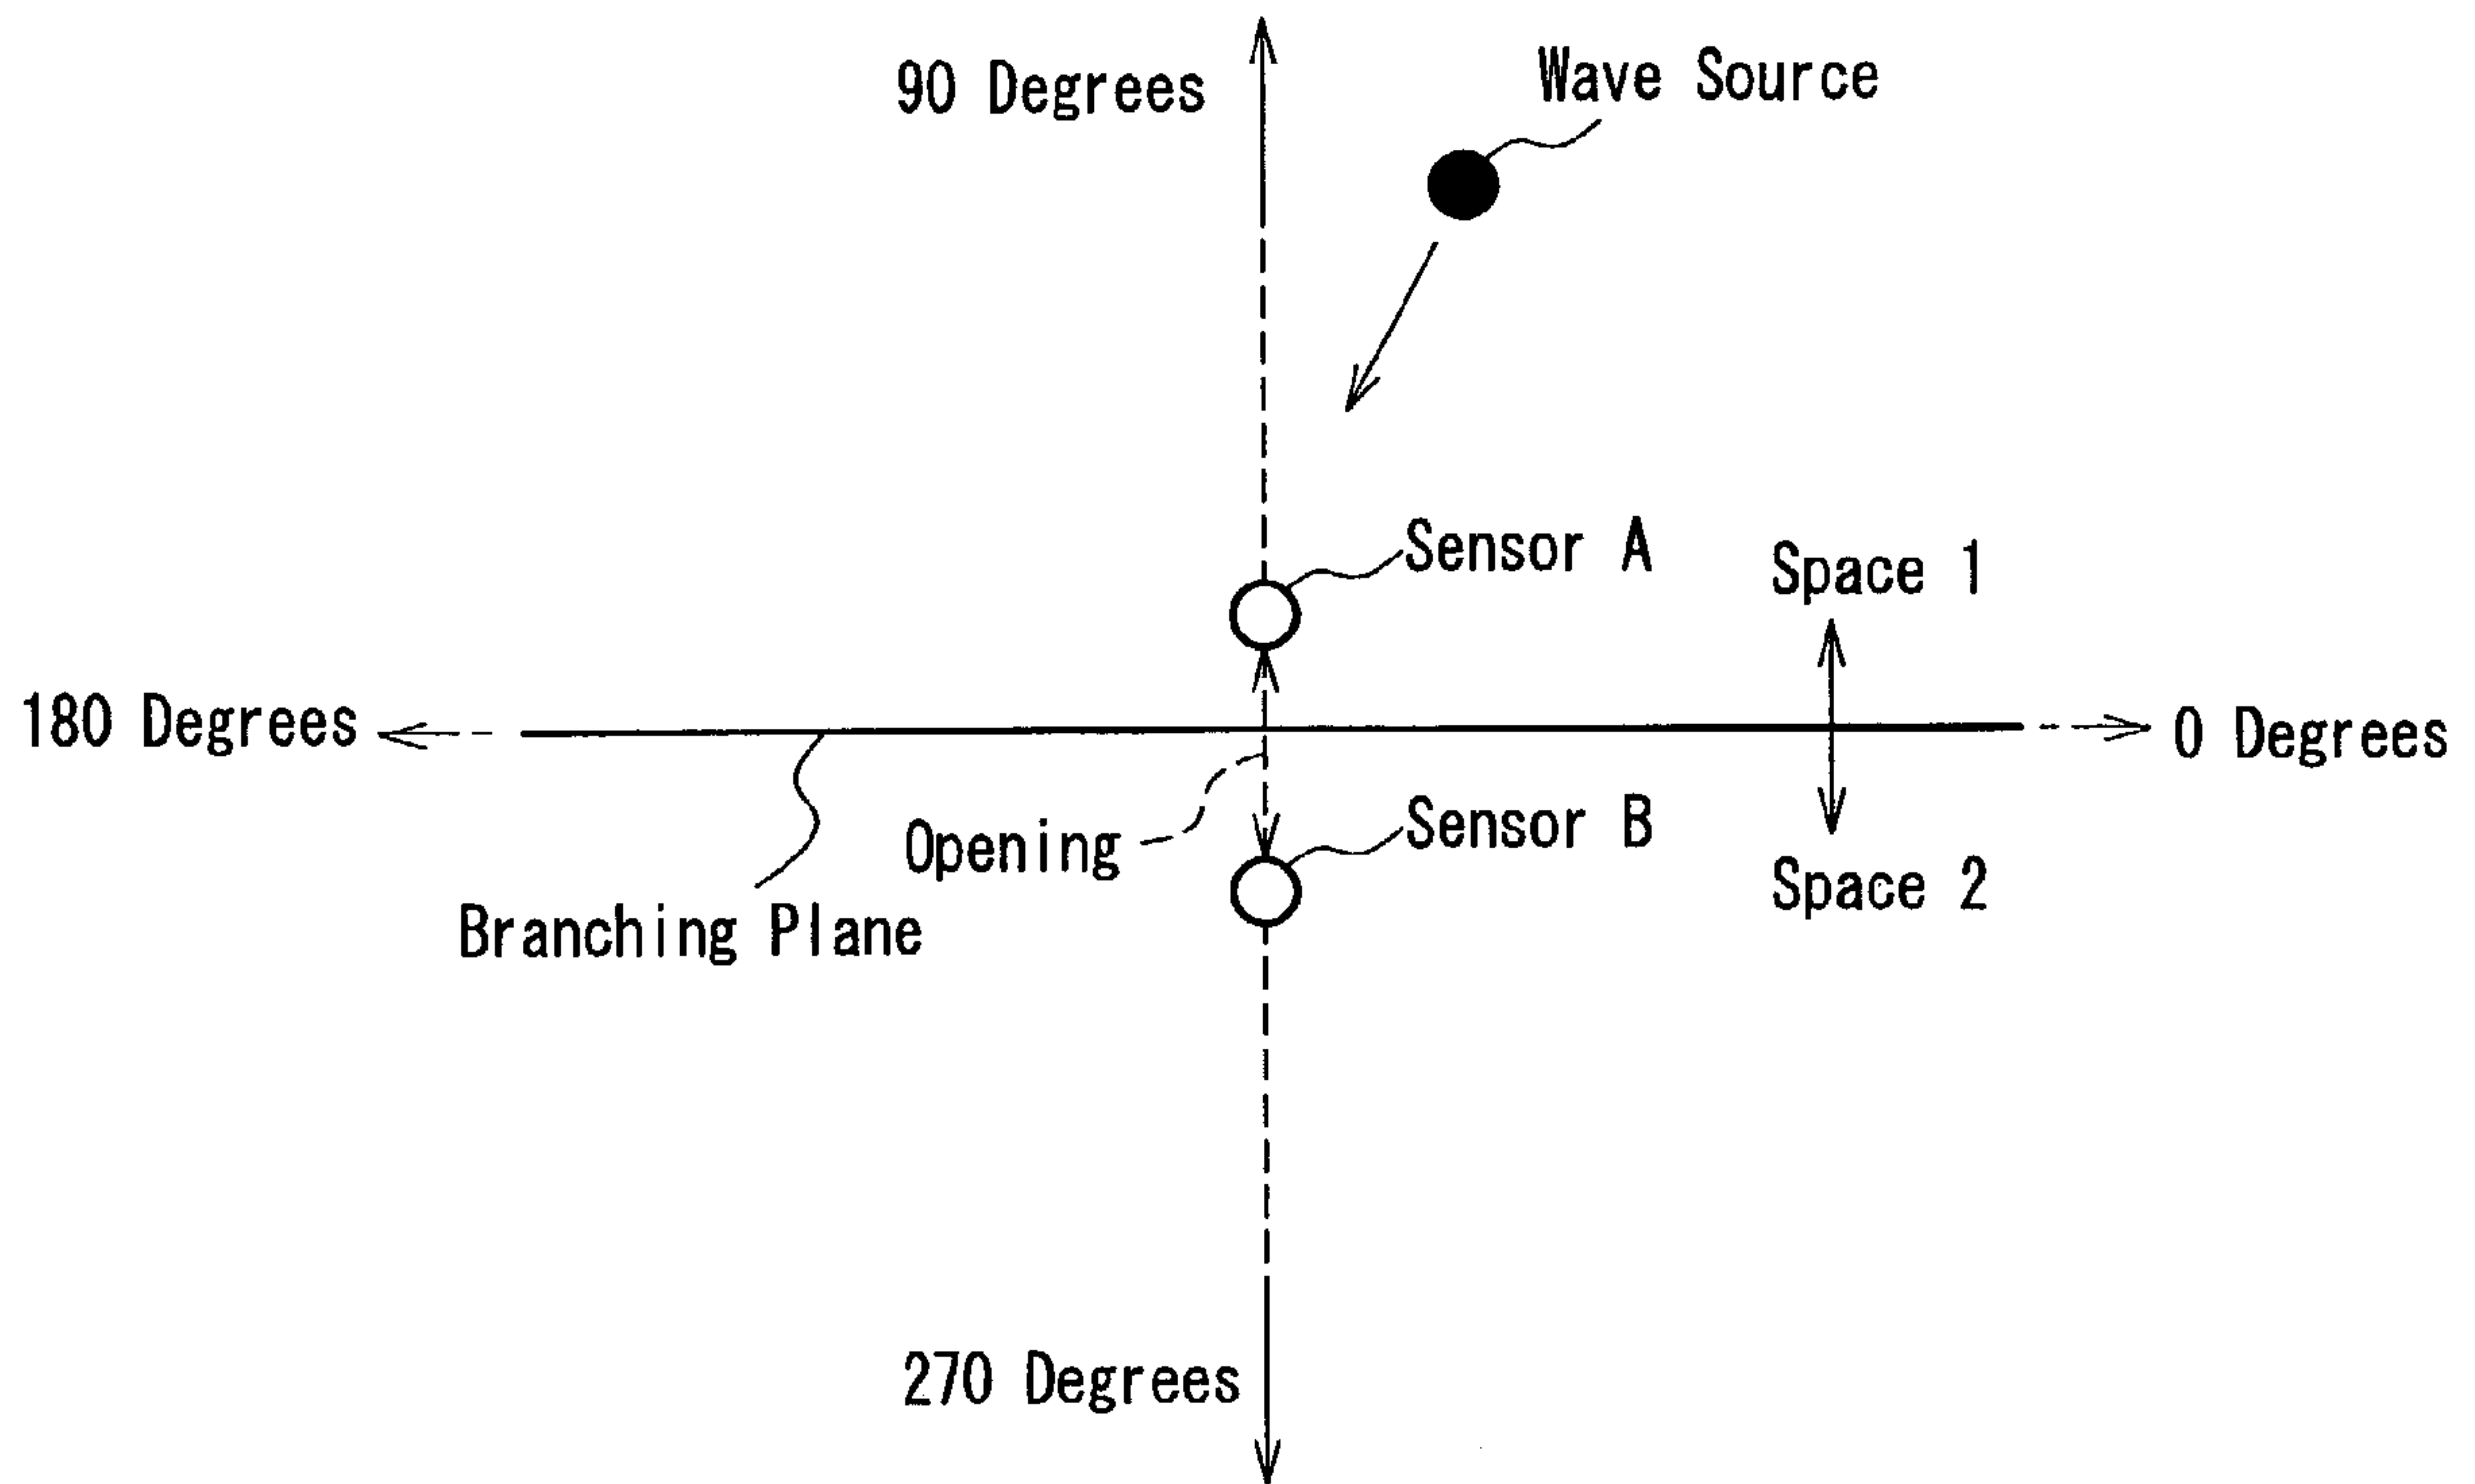 90 Degrees
Wave Source
Sensor A
Space 1
180 Degrees
0 Degrees
Opening
Sensor B
Space 2
Branching Plane
270 Degrees